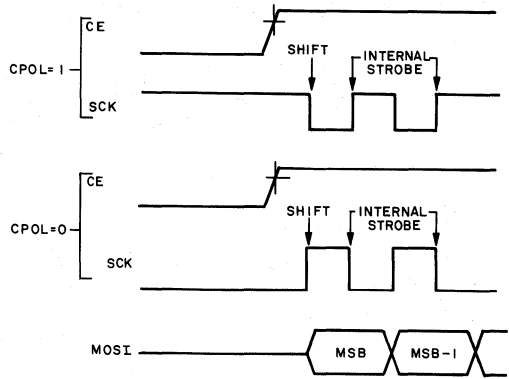 CE
SHIFT
INTERNAL
STROBE
CPOL=1
SCK
CE
SHIFT
INTERNAL
STROBE
CPOL=0
SCK
MOSI
MSB
MSB-1